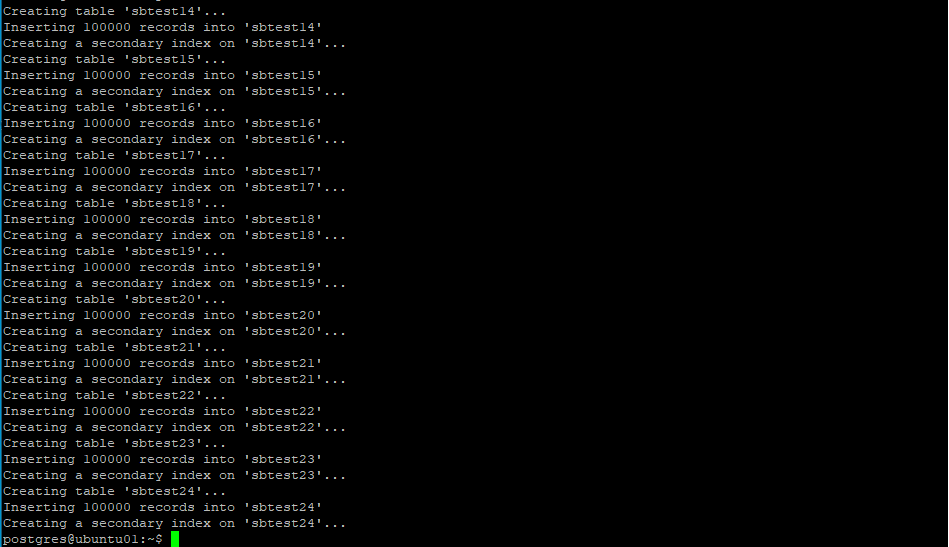 Creating table 'sbtest14'...
Inserting 100000 records into 'sbtest14'
Creating a secondary index on 'sbtest14'...
Creating table 'sbtest15'...
Inserting 100000 records into 'sbtest15'
Creating a secondary index on 'sbtest15'...
Creating table 'sbtest16'...
Inserting 100000 records into 'sbtest16'
Creating a secondary index on 'sbtest16'...
Creating table 'sbtest17'...
Inserting 100000 records into 'sbtest17'
Creating a secondary index on 'sbtest17'...
Creating table 'sbtest18'...
Inserting 100000 records into 'sbtest18'
Creating a secondary index on 'sbtest18'...
Creating table 'sbtest19'...
Inserting 100000 records into 'sbtest19'
Creating a secondary index on 'sbtest19'...
Creating table 'sbtest20'...
Inserting 100000 records into 'sbtest20'
Creating a secondary index on 'sbtest20'...
Creating table 'sbtest21'...
Inserting 100000 records into 'sbtest21'
Creating a secondary index on 'sbtest21'...
Creating table 'sbtest22'...
Inserting 100000 records into 'sbtest22'
Creating a secondary index on 'sbtest22'...
Creating table 'sbtest23'...
Inserting 100000 records into 'sbtest23'
Creating a secondary index on 'sbtest23'...
Creating table 'sbtest24'...
Inserting 100000 records into 'sbtest24'
Creating a secondary index on 'sbtest24'...
postgres@ubuntu01:~$